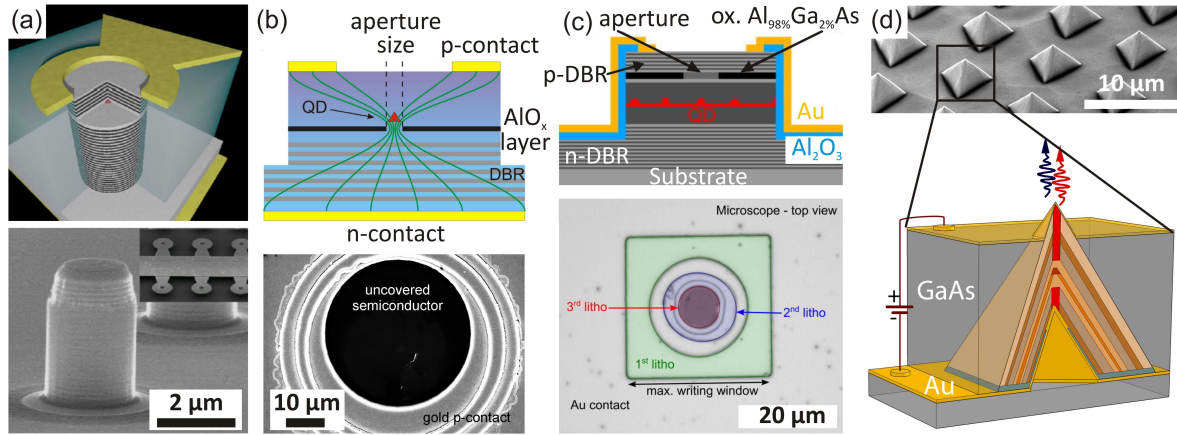 (a)
2 µm
(b)
aperture
size
p-contact
QD
AlOₓ
layer
DBR
n-contact
uncovered
semiconductor
gold p-contact
10 µm
(c)
aperture
ox. Al₉₈%Ga₂%As
p-DBR
QD
Au
Al₂O₃
n-DBR
Substrate
Microscope - top view
3rd litho
2nd litho
1st litho
max. writing window
Au contact
20 µm
(d)
10 µm
GaAs
+
-
Au